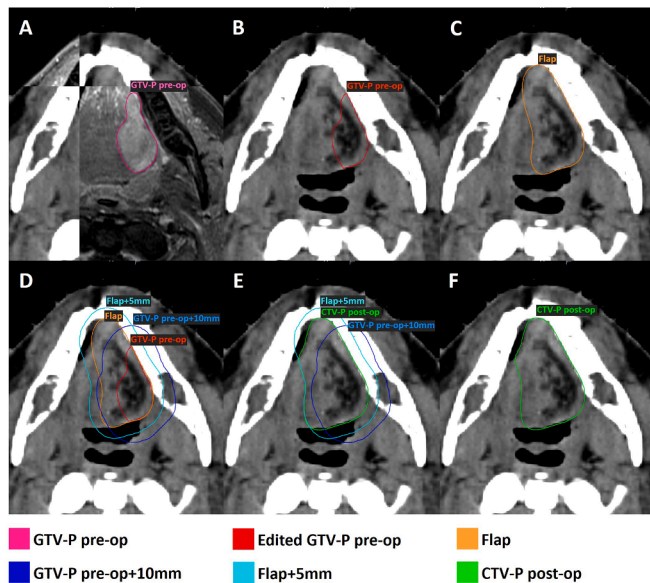 A
GTV-P pre-op
B
GTV-P pre-op
C
Flap
D
Flap+5mm
Flap
GTV-P pre-op+10mm
GTV-P pre-op
E
Flap+5mm
CTV-P post-op
GTV-P pre-op+10mm
F
CTV-P post-op
GTV-P pre-op
Edited GTV-P pre-op
Flap
GTV-P pre-op+10mm
Flap+5mm
CTV-P post-op